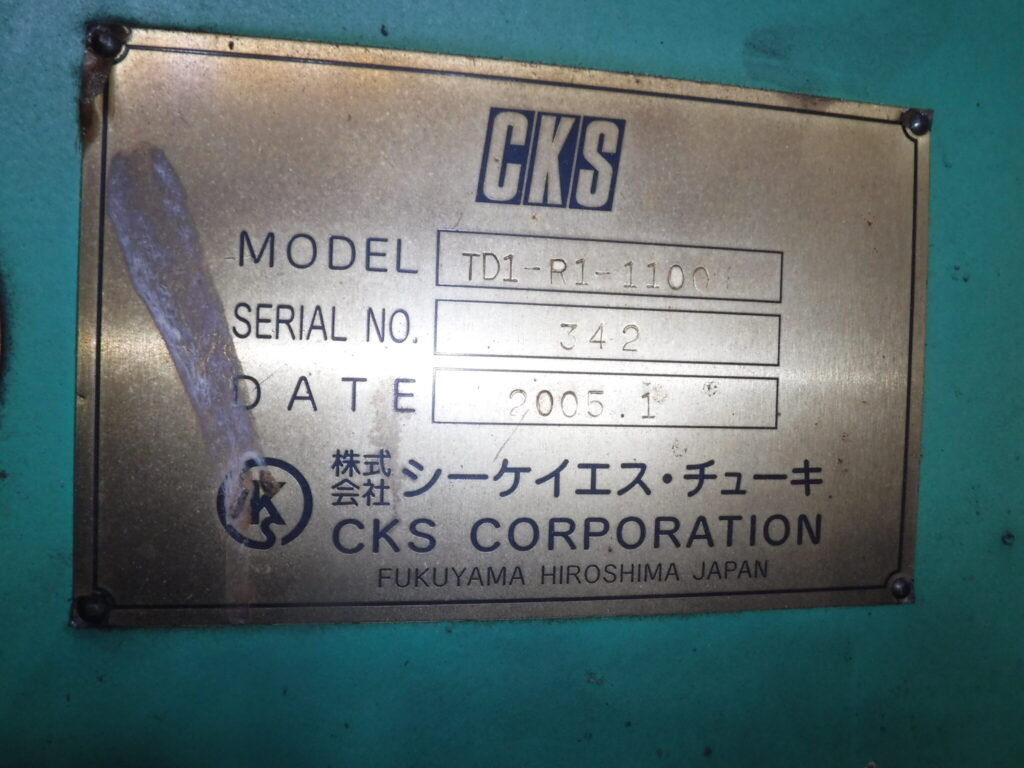 CKS
MODEL TD1-R1-1100
SERIAL NO. 342
DATE 2005.1
K
株式会社 シーケイエス・チューキ
CKS CORPORATION
FUKUYAMA HIROSHIMA JAPAN